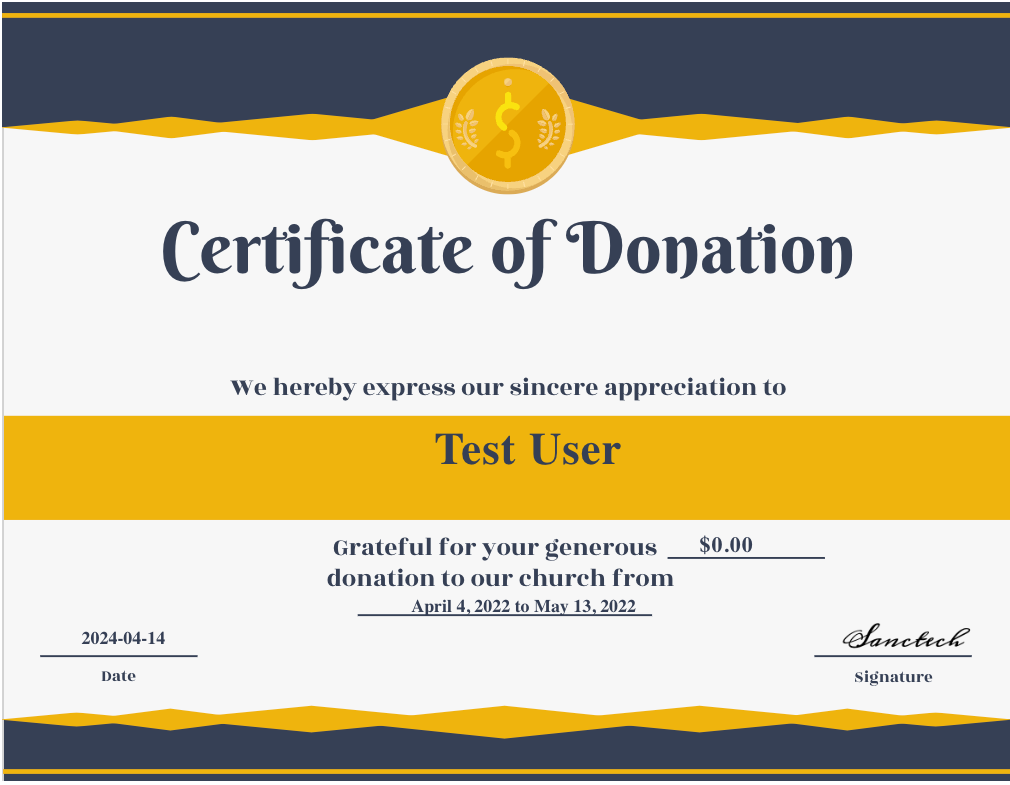 Certificate of Donation
We hereby express our sincere appreciation to
Test User
Grateful for your generous $0.00
donation to our church from
April 4, 2022 to May 13, 2022
2024-04-14
Sanctech
Date
Signature